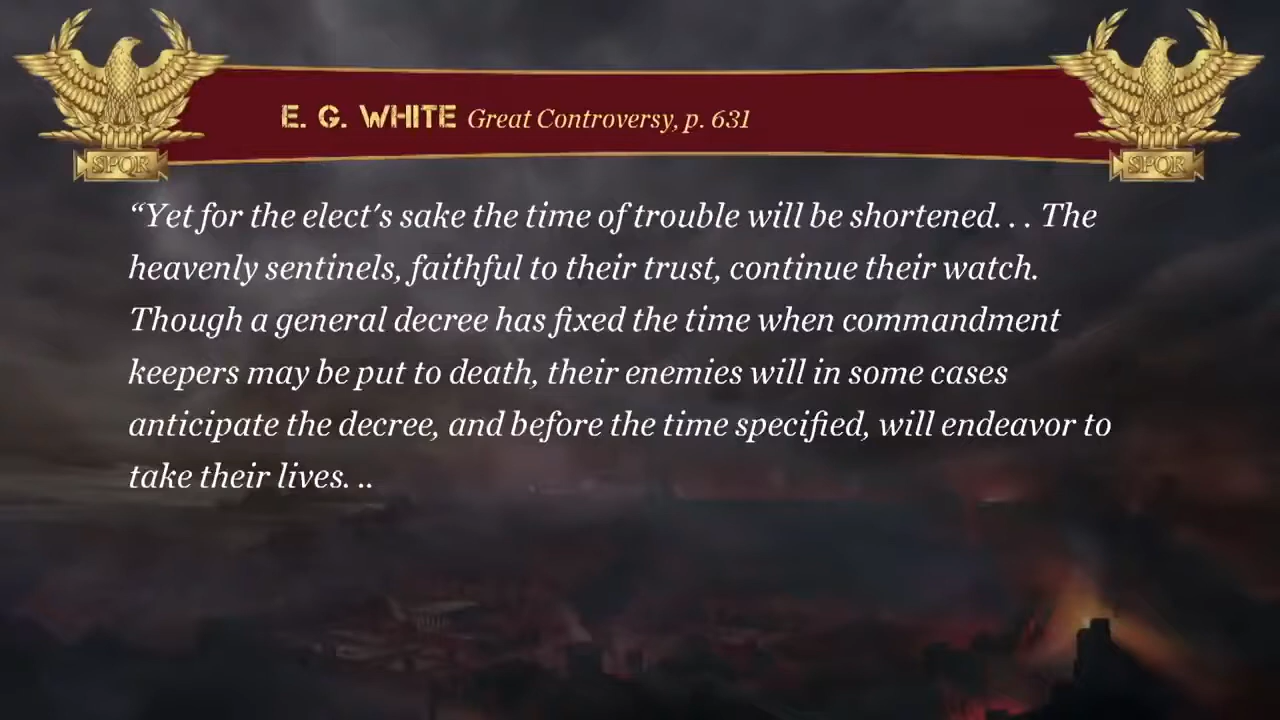 E. G. WHITE Great Controversy, p. 631
SPQR SPQR
“Yet for the elect's sake the time of trouble will be shortened. . . The
heavenly sentinels, faithful to their trust, continue their watch.
Though a general decree has fixed the time when commandment
keepers may be put to death, their enemies will in some cases
anticipate the decree, and before the time specified, will endeavor to
take their lives. ..